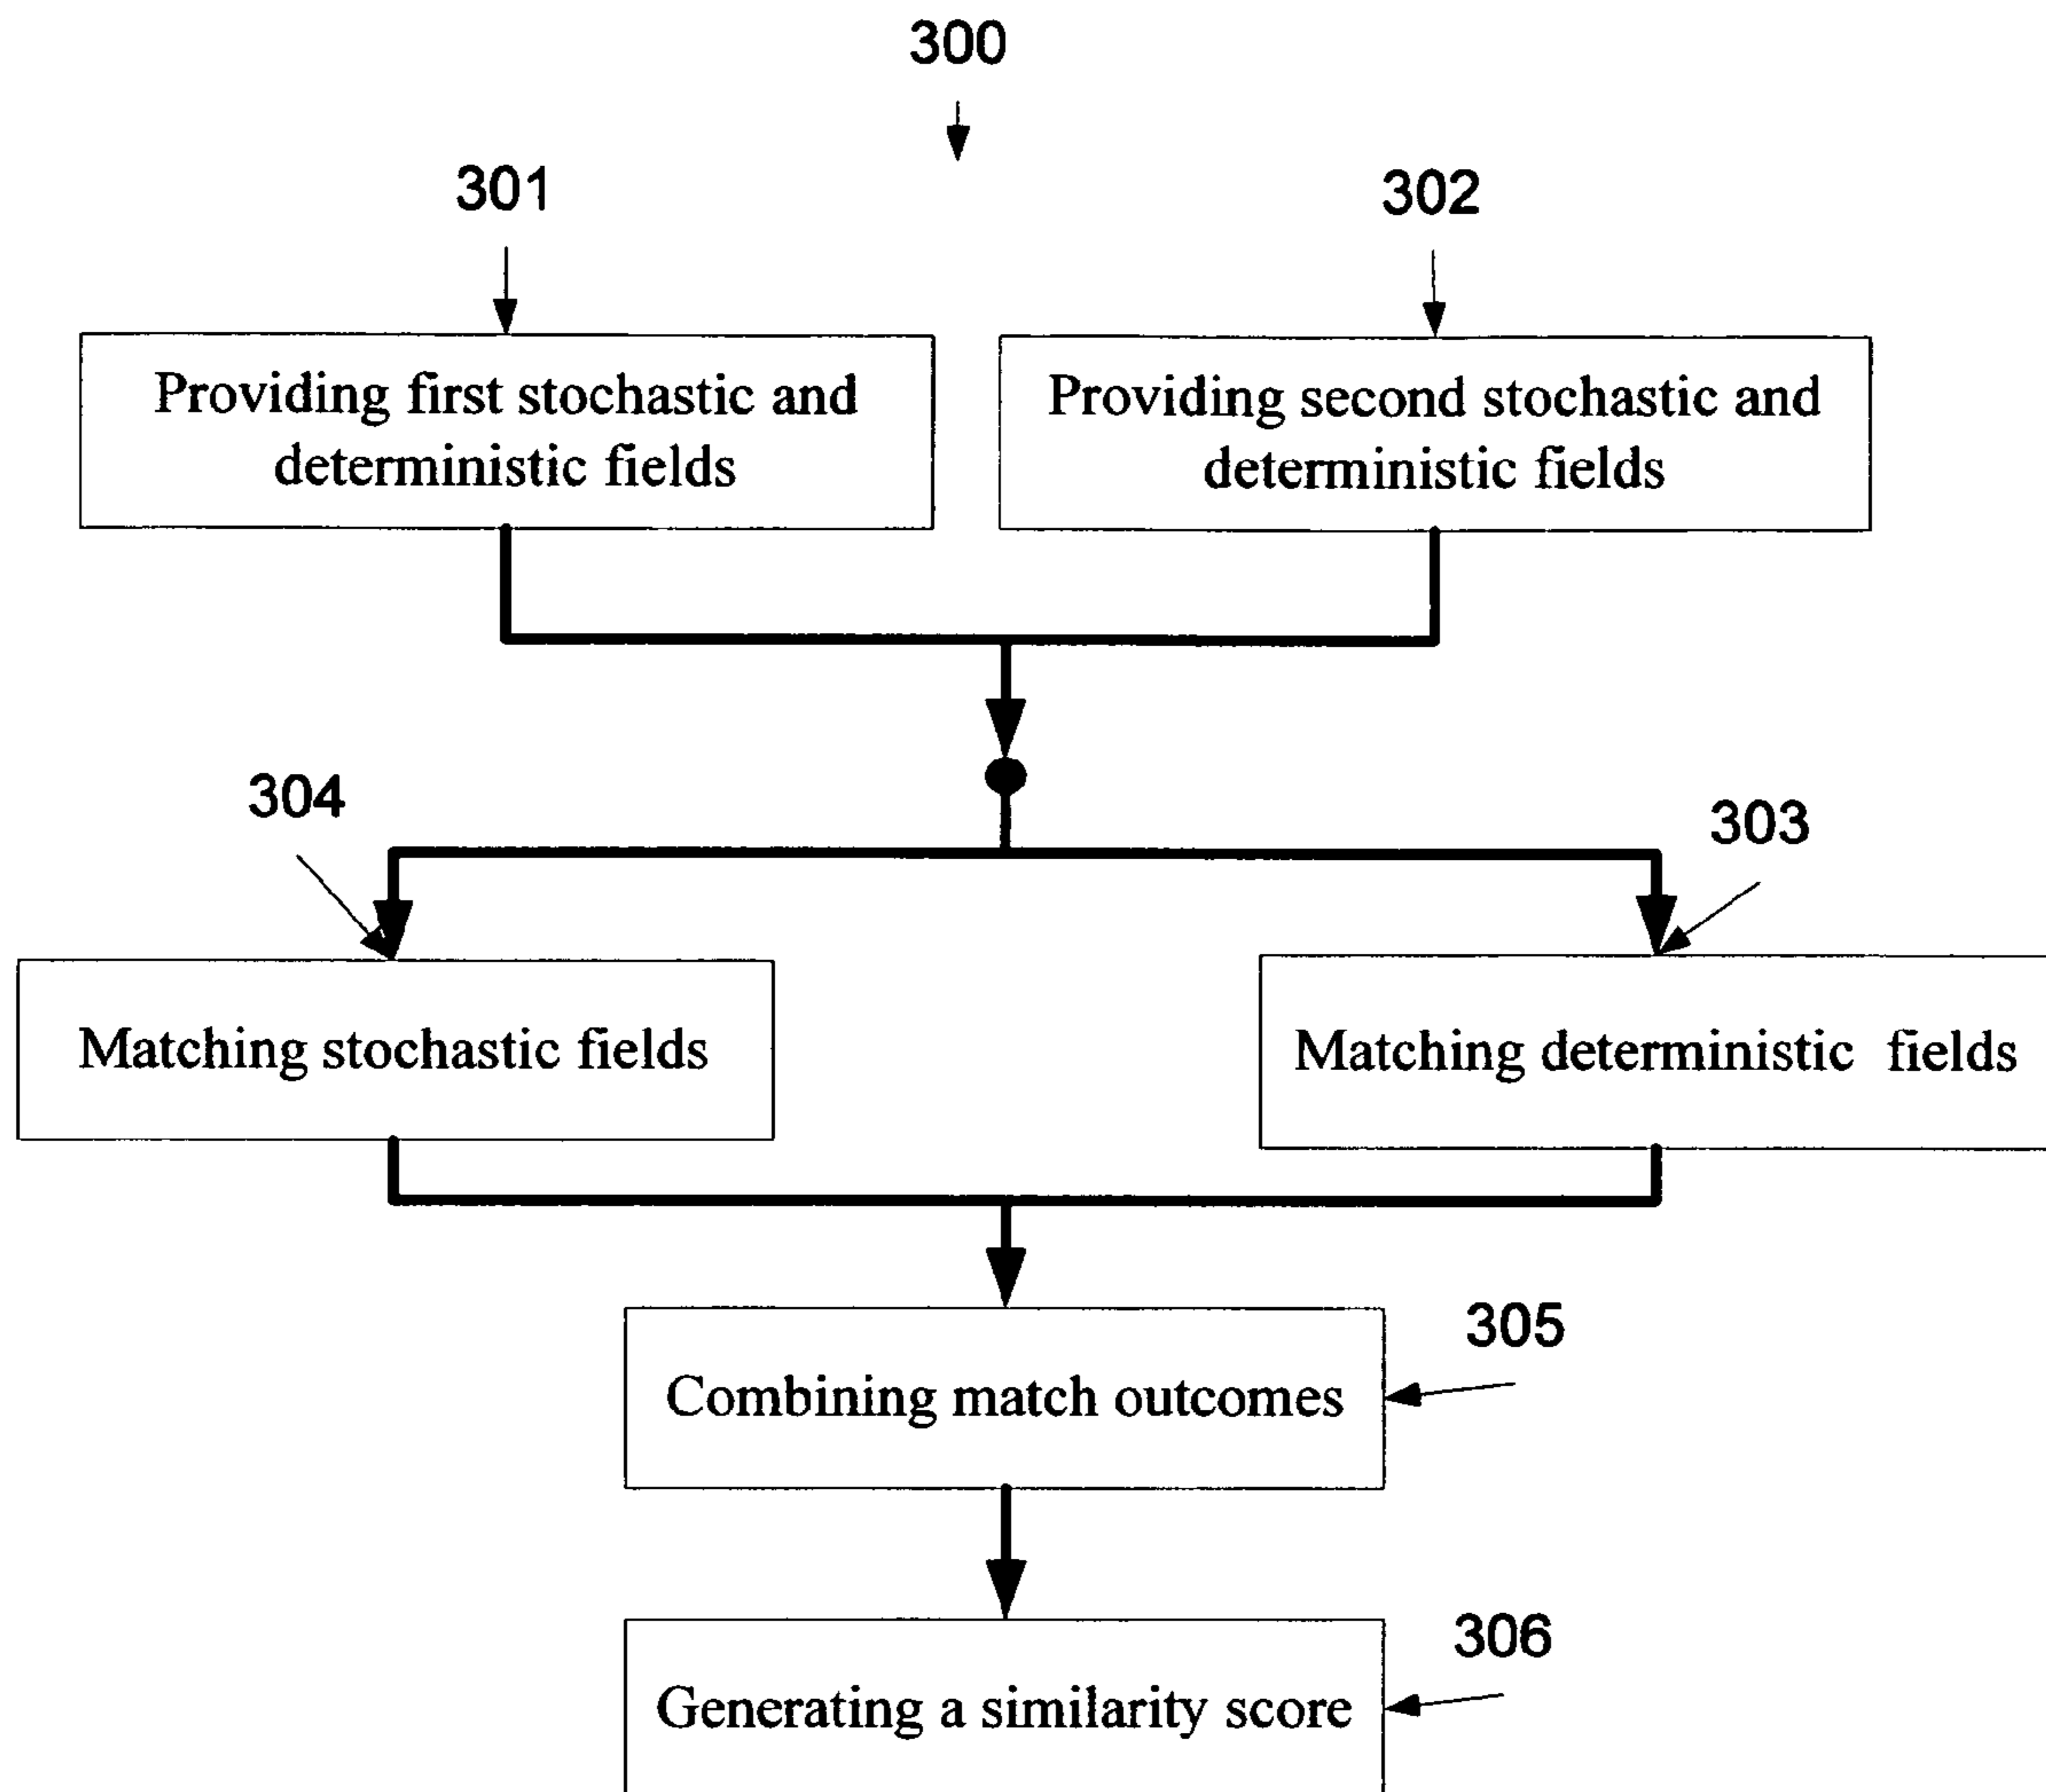 300
301
302
Providing first stochastic and
deterministic fields
Providing second stochastic and
deterministic fields
304
303
Matching stochastic fields
Matching deterministic fields
305
Combining match outcomes
306
Generating a similarity score